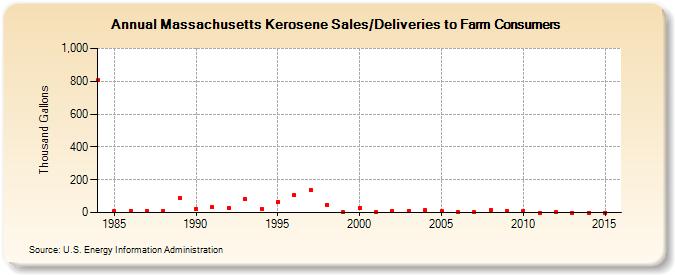 Annual Massachusetts Kerosene Sales/Deliveries to Farm Consumers
Thousand Gallons
1,000
800
600
400
200
0
1985 1990 1995 2000 2005 2010 2015
Source: U.S. Energy Information Administration